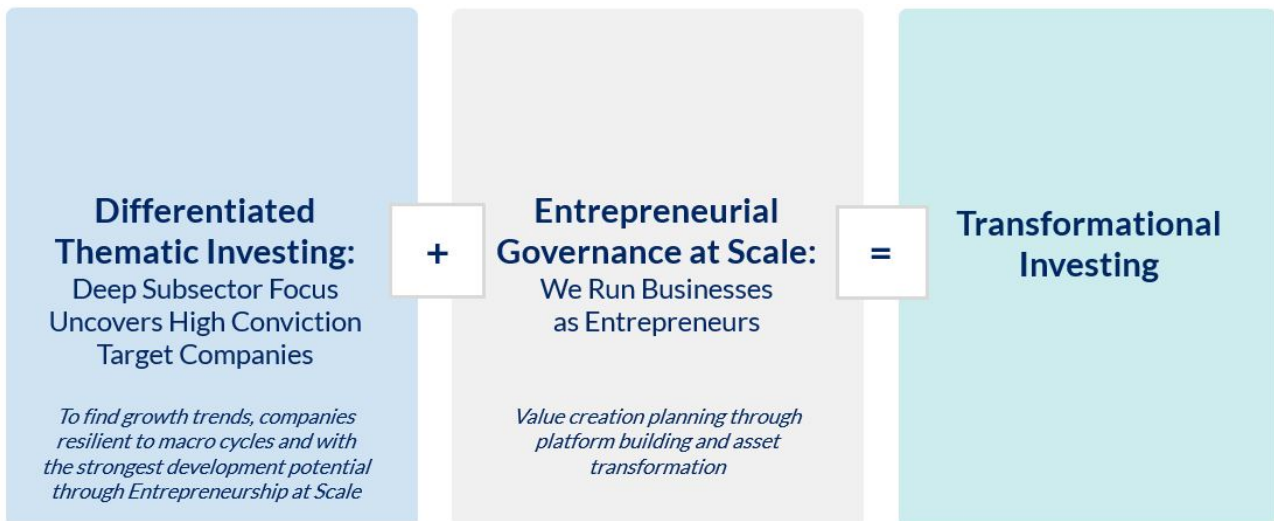 Differentiated
Thematic Investing:
Deep Subsector Focus
Uncovers High Conviction
Target Companies
To find growth trends, companies
resilient to macro cycles and with
the strongest development potential
through Entrepreneurship at Scale
+
Entrepreneurial
Governance at Scale:
We Run Businesses
as Entrepreneurs
Value creation planning through
platform building and asset
transformation
=
Transformational
Investing